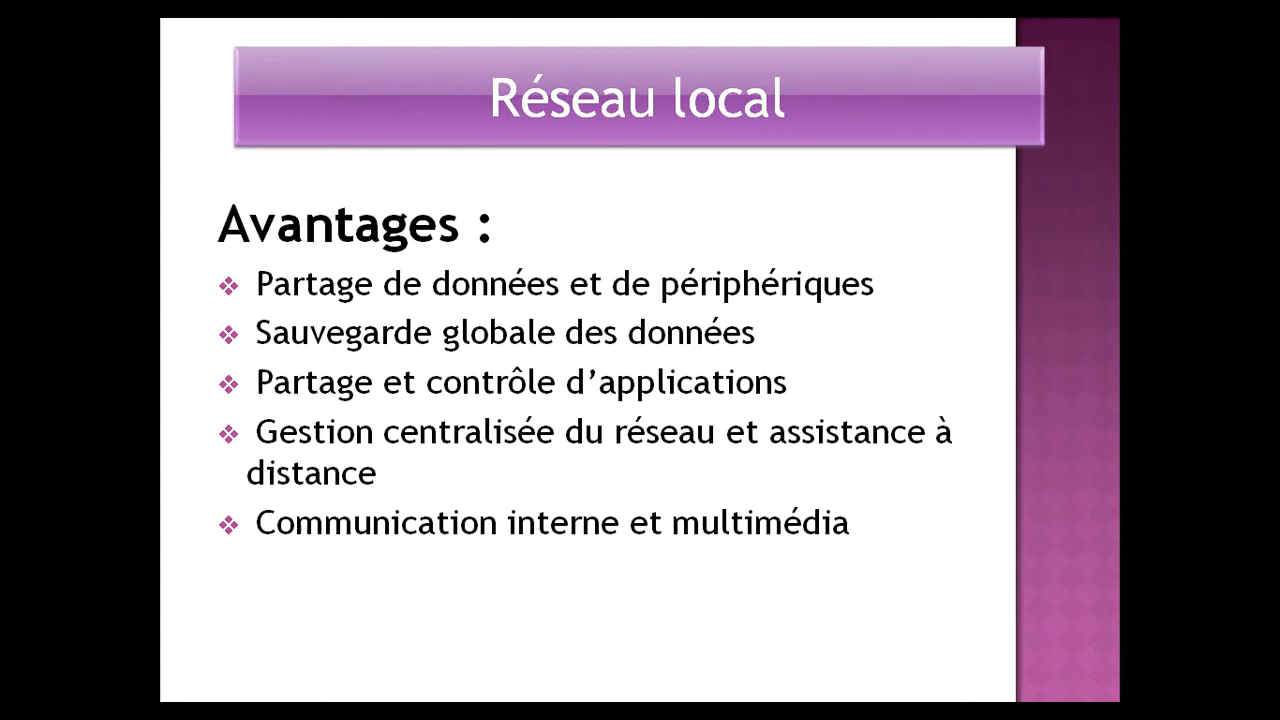 Réseau local
Avantages :
Partage de données et de périphériques
Sauvegarde globale des données
Partage et contrôle d’applications
Gestion centralisée du réseau et assistance à
distance
Communication interne et multimédia